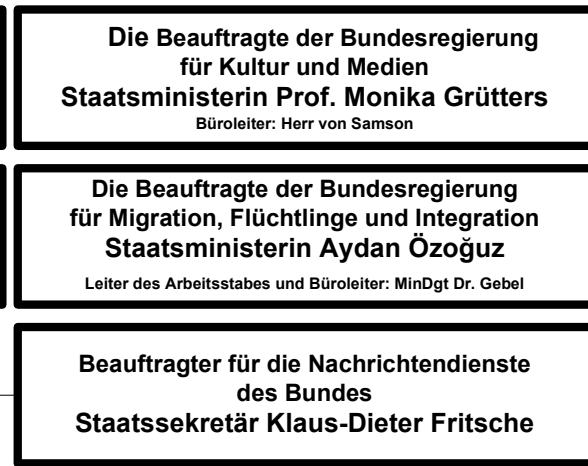 Die Beauftragte der Bundesregierung
für Kultur und Medien
Staatsministerin Prof. Monika Grütters
Büroleiter: Herr von Samson
Die Beauftragte der Bundesregierung
für Migration, Flüchtlinge und Integration
Staatsministerin Aydan Özoğuz
Leiter des Arbeitsstabes und Büroleiter: MinDgt Dr. Gebel
Beauftragter für die Nachrichtendienste
des Bundes
Staatssekretär Klaus-Dieter Fritsche